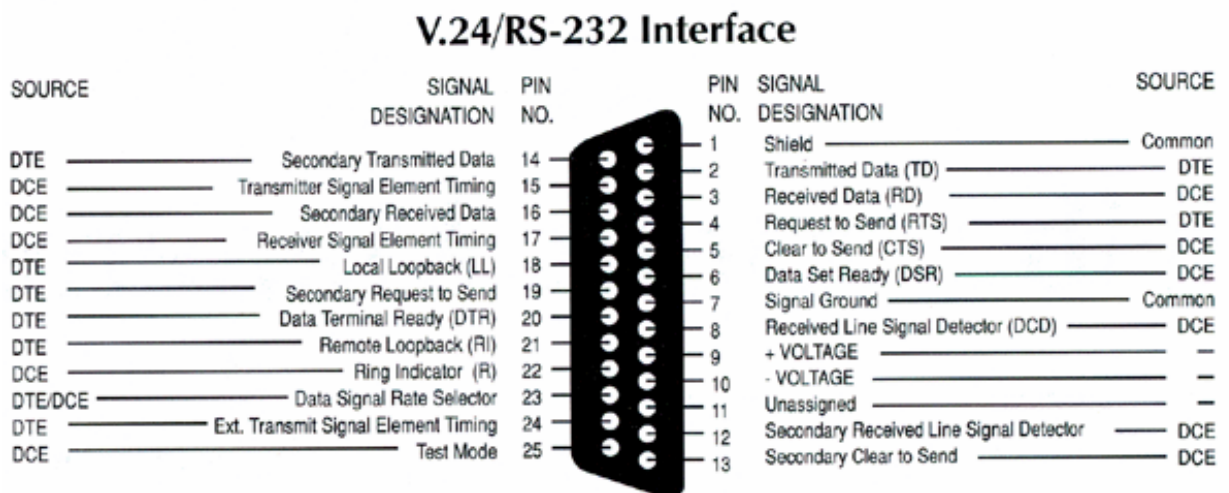 V.24/RS-232 Interface
SOURCE SIGNAL DESIGNATION PIN NO.
DTE Secondary Transmitted Data 14
DCE Transmitter Signal Element Timing 15
DCE Secondary Received Data 16
DCE Receiver Signal Element Timing 17
DTE Local Loopback (LL) 18
DTE Secondary Request to Send 19
DTE Data Terminal Ready (DTR) 20
DTE Remote Loopback (RI) 21
DCE Ring Indicator (R) 22
DTE/DCE Data Signal Rate Selector 23
DTE Ext. Transmit Signal Element Timing 24
DCE Test Mode 25
PIN NO. SIGNAL DESIGNATION SOURCE
1 Shield Common
2 Transmitted Data (TD) DTE
3 Received Data (RD) DCE
4 Request to Send (RTS) DTE
5 Clear to Send (CTS) DCE
6 Data Set Ready (DSR) DCE
7 Signal Ground Common
8 Received Line Signal Detector (DCD) DCE
9 + VOLTAGE –
10 - VOLTAGE –
11 Unassigned –
12 Secondary Received Line Signal Detector DCE
13 Secondary Clear to Send DCE